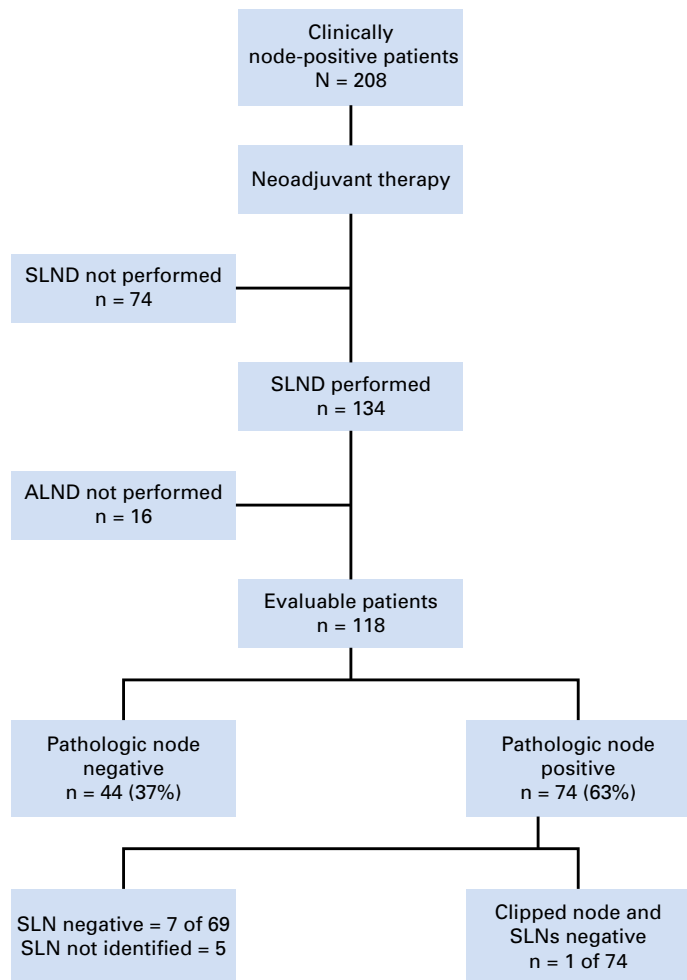 Clinically
node-positive patients
N = 208
Neoadjuvant therapy
SLND not performed
n = 74
SLND performed
n = 134
ALND not performed
n = 16
Evaluable patients
n = 118
Pathologic node
negative
n = 44 (37%)
Pathologic node
positive
n = 74 (63%)
SLN negative = 7 of 69
SLN not identified = 5
Clipped node and
SLNs negative
n = 1 of 74